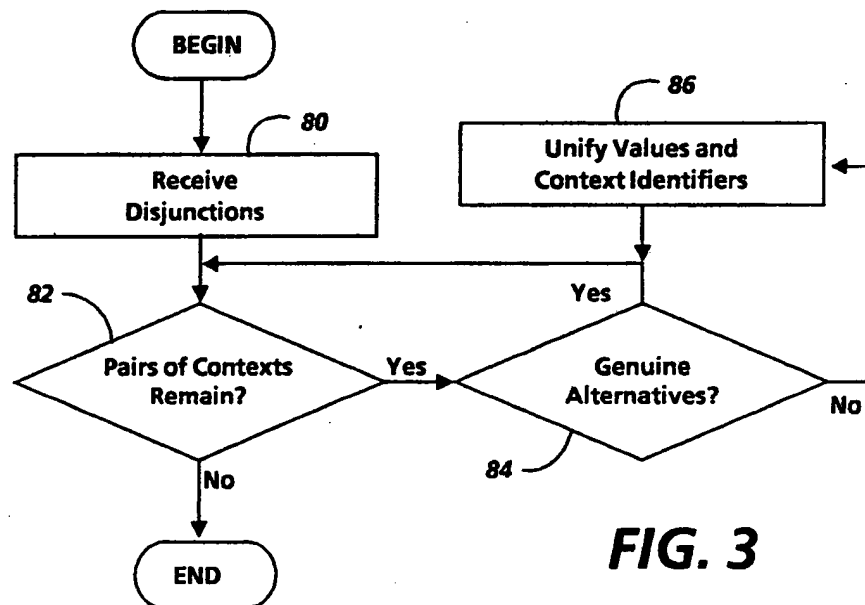 BEGIN
80
Receive
Disjunctions
86
Unify Values and
Context Identifiers
82
Pairs of Contexts
Remain?
Yes
Yes
Genuine
Alternatives?
No
84
No
END
FIG. 3